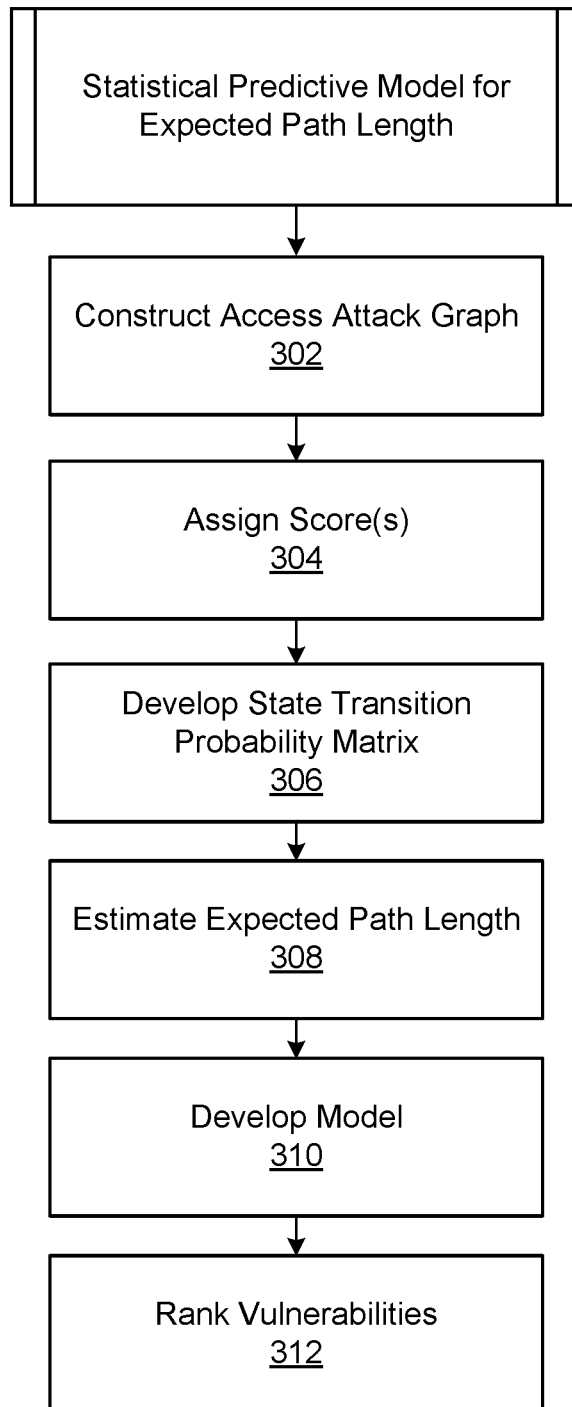 Statistical Predictive Model for
Expected Path Length
Construct Access Attack Graph
302
Assign Score(s)
304
Develop State Transition
Probability Matrix
306
Estimate Expected Path Length
308
Develop Model
310
Rank Vulnerabilities
312